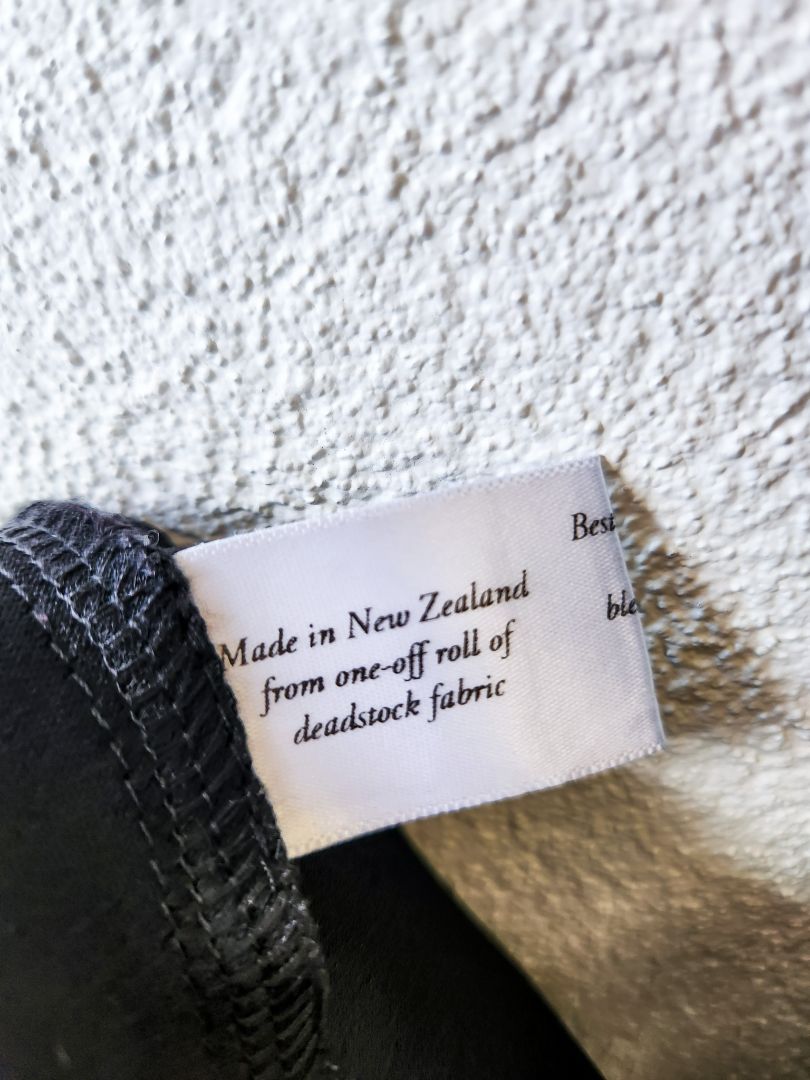 Made in New Zealand
from one-off roll of
deadstock fabric
Best